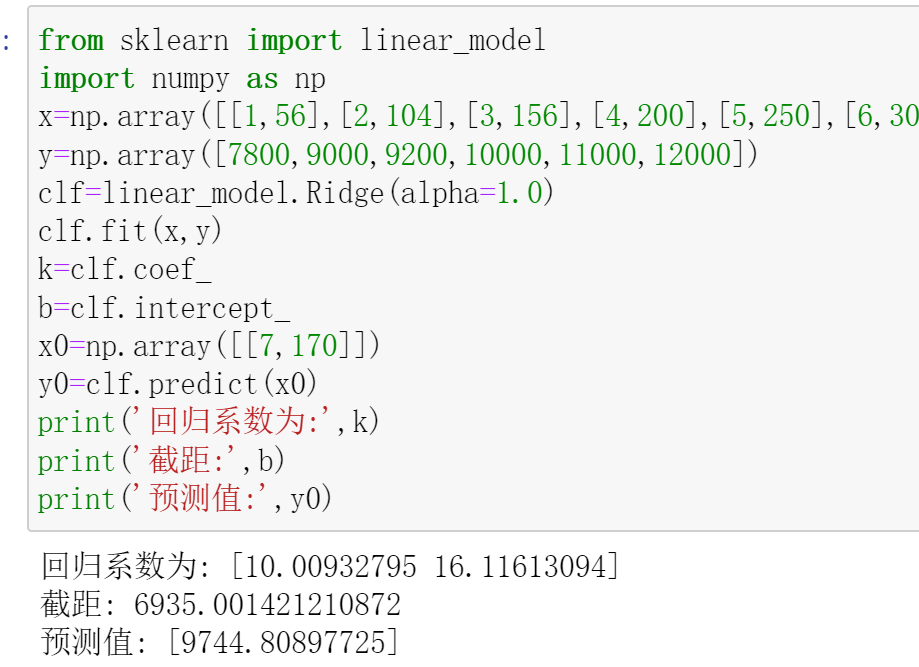 :
from sklearn import linear_model
import numpy as np
x=np.array([[1,56],[2,104],[3,156],[4,200],[5,250],[6,30
y=np.array([7800,9000,9200,10000,11000,12000])
clf=linear_model.Ridge(alpha=1.0)
clf.fit(x,y)
k=clf.coef_
b=clf.intercept_
x0=np.array([[7,170]])
y0=clf.predict(x0)
print('回归系数为:',k)
print('截距:',b)
print('预测值:',y0)
回归系数为: [10.00932795 16.11613094]
截距: 6935.001421210872
预测值: [9744.80897725]